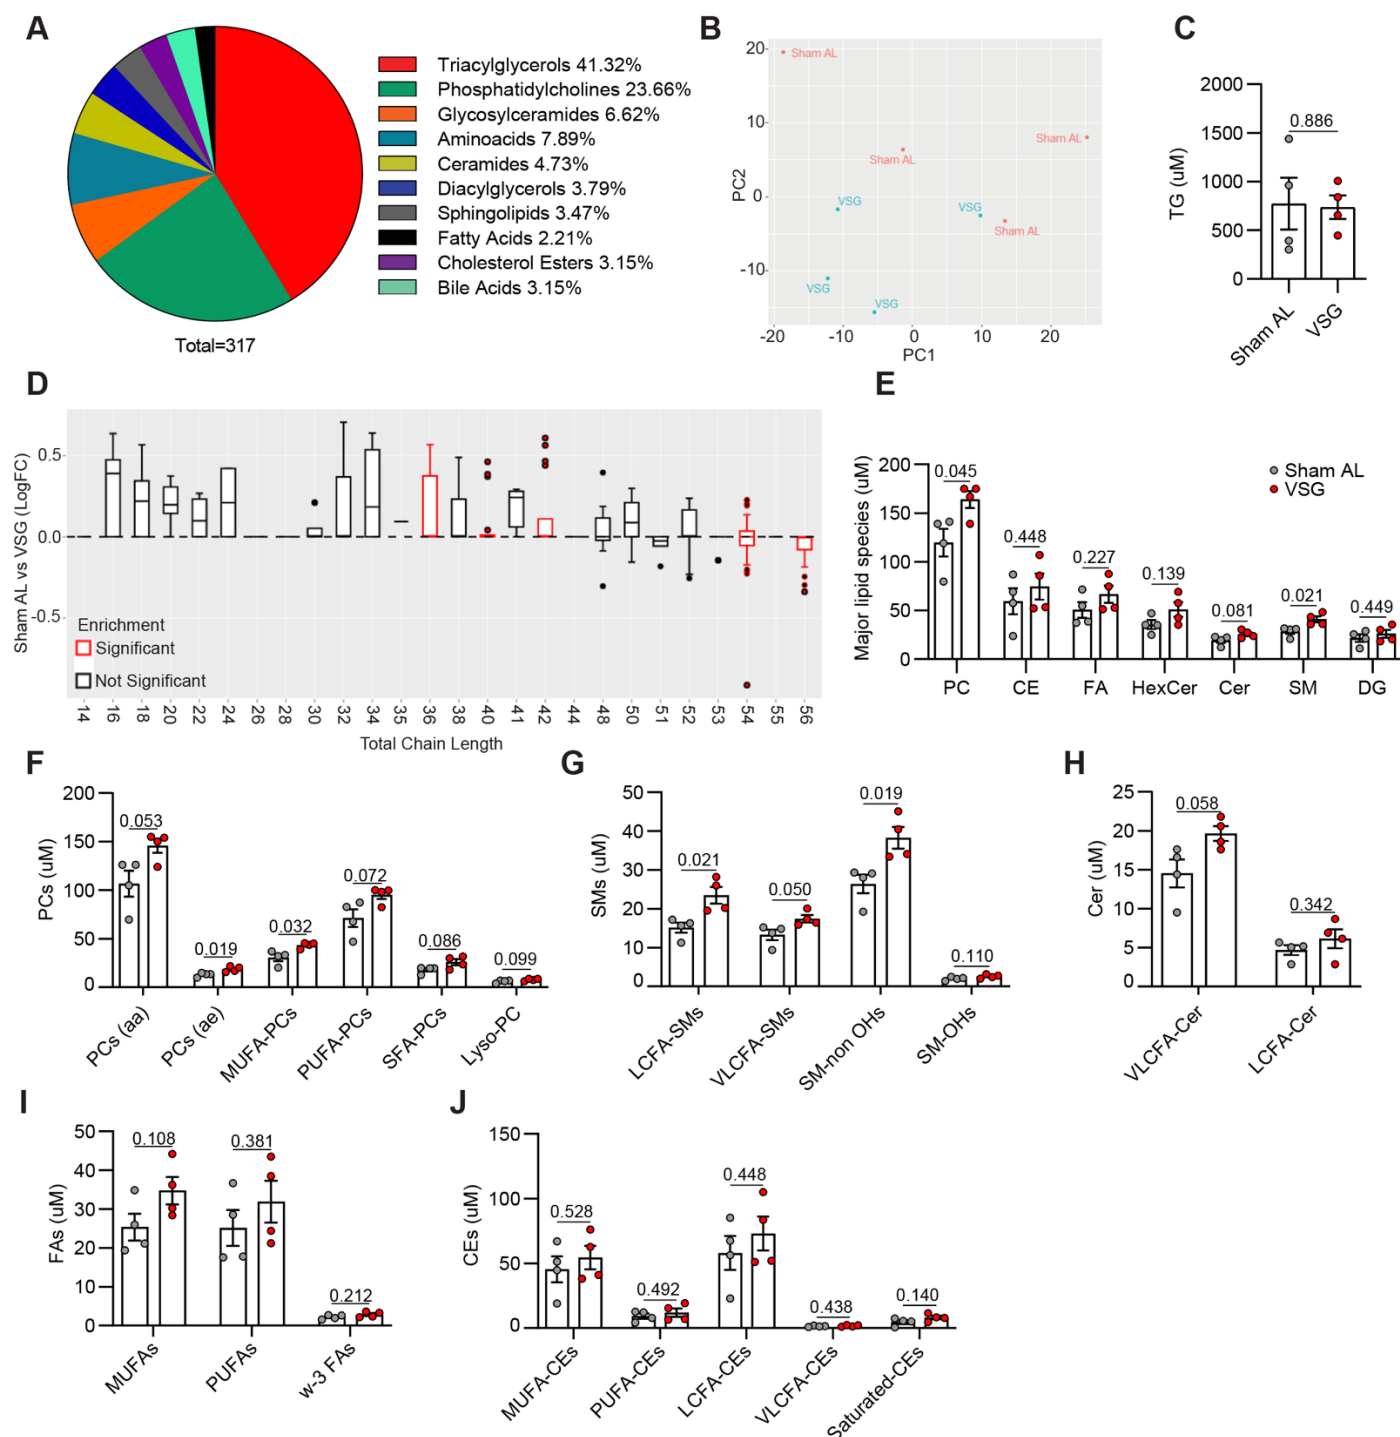 A
Triacylglycerols 41.32%
Phosphatidylcholines 23.66%
Glycosylceramides 6.62%
Aminoacids 7.89%
Ceramides 4.73%
Diacylglycerols 3.79%
Sphingolipids 3.47%
Fatty Acids 2.21%
Cholesterol Esters 3.15%
Bile Acids 3.15%
Total=317
B
20
10
0
-10
PC2
-20 -10 0 10 20
PC1
Sham AL
Sham AL
Sham AL
VSG
VSG
Sham AL
VSG
VSG
C
2000
1500
1000
500
0
TG (uM)
0.886
Sham AL
VSG
D
0.5
0.0
-0.5
Sham AL vs VSG (LogFC)
Enrichment
Significant
Not Significant
14 16 18 20 22 24 26 28 30 32 34 35 36 38 40 41 42 44 48 50 51 52 53 54 55 56
Total Chain Length
E
200
150
100
50
0
Major lipid species (uM)
Sham AL
VSG
0.045 0.448 0.227 0.139 0.081 0.021 0.449
PC CE FA HexCer Cer SM DG
F
200
150
100
50
0
PCs (uM)
0.053 0.019 0.032 0.072 0.086 0.099
PCs (aa)
PCs (ae)
MUFA-PCs
PUFA-PCs
SFA-PCs
Lyso-PC
G
50
40
30
20
10
0
SMs (uM)
0.021 0.050 0.019 0.110
LCFA-SMs
VLCFA-SMs
SM-non OHs
SM-OHs
H
25
20
15
10
5
0
Cer (uM)
0.058 0.342
VLCFA-Cer
LCFA-Cer
I
50
40
30
20
10
0
FAs (uM)
0.108 0.381 0.212
MUFAs
PUFAs
w-3 FAs
J
150
100
50
0
CEs (uM)
0.528 0.492 0.448 0.438 0.140
MUFA-CEs
PUFA-CEs
LCFA-CEs
VLCFA-CEs
Saturated-CEs